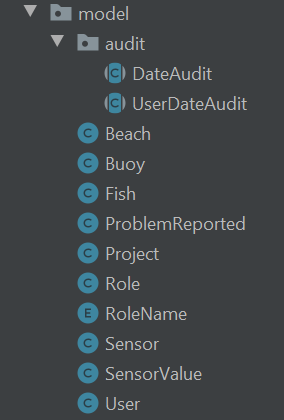 model
audit
C DateAudit
C UserDateAudit
C Beach
C Buoy
C Fish
C ProblemReported
C Project
C Role
E RoleName
C Sensor
C SensorValue
C User